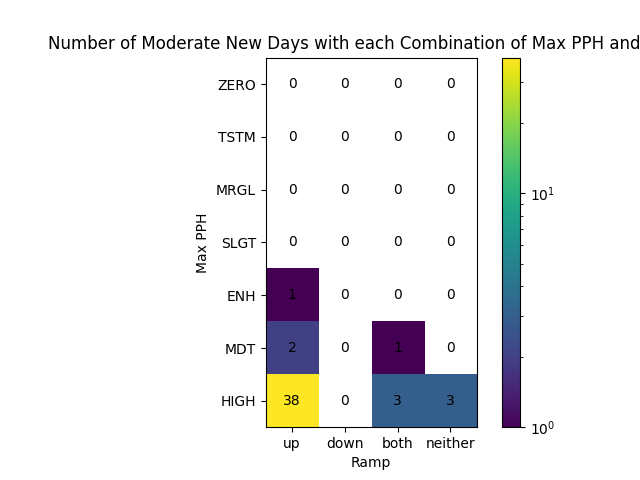 Number of Moderate New Days with each Combination of Max PPH and
ZERO 0 0 0 0
TSTM 0 0 0 0
MRGL 0 0 0 0
SLGT 0 0 0 0
ENH 1 0 0 0
MDT 2 0 1 0
HIGH 38 0 3 3
up down both neither
Ramp
Max PPH
10¹
10⁰